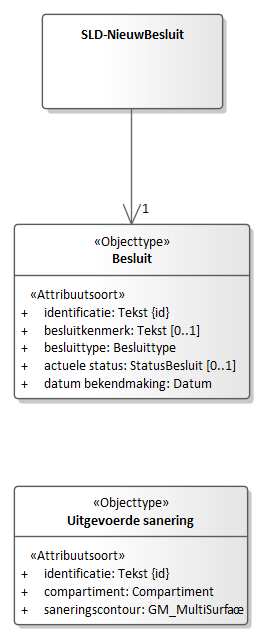 SLD-NieuwBesluit
1
«Objecttype»
Besluit
«Attribuutsoort»
+ identificatie: Tekst {id}
+ besluitkenmerk: Tekst [0..1]
+ besluittype: Besluittype
+ actuele status: StatusBesluit [0..1]
+ datum bekendmaking: Datum
«Objecttype»
Uitgevoerde sanering
«Attribuutsoort»
+ identificatie: Tekst {id}
+ compartiment: Compartiment
+ saneringscontour: GM_MultiSurface